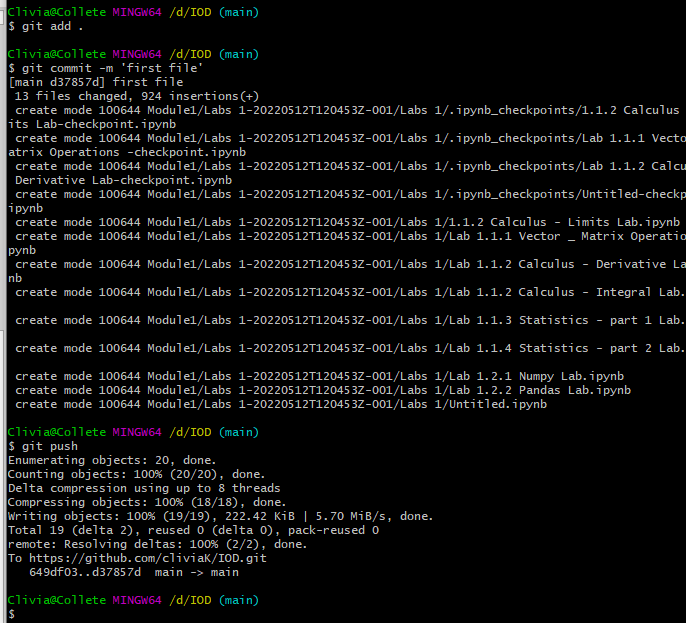 Clivia@Collete MINGW64 /d/IOD (main)
$ git add .
Clivia@Collete MINGW64 /d/IOD (main)
$ git commit -m 'first file'
[main d37857d] first file
 13 files changed, 924 insertions(+)
 create mode 100644 Module1/Labs 1-20220512T120453Z-001/Labs 1/.ipynb_checkpoints/1.1.2 Calculus
its Lab-checkpoint.ipynb
 create mode 100644 Module1/Labs 1-20220512T120453Z-001/Labs 1/.ipynb_checkpoints/Lab 1.1.1 Vecto
atrix Operations -checkpoint.ipynb
 create mode 100644 Module1/Labs 1-20220512T120453Z-001/Labs 1/.ipynb_checkpoints/Lab 1.1.2 Calcu
 Derivative Lab-checkpoint.ipynb
 create mode 100644 Module1/Labs 1-20220512T120453Z-001/Labs 1/.ipynb_checkpoints/Untitled-checkp
ipynb
 create mode 100644 Module1/Labs 1-20220512T120453Z-001/Labs 1/1.1.2 Calculus - Limits Lab.ipynb
 create mode 100644 Module1/Labs 1-20220512T120453Z-001/Labs 1/Lab 1.1.1 Vector _ Matrix Operatio
pynb
 create mode 100644 Module1/Labs 1-20220512T120453Z-001/Labs 1/Lab 1.1.2 Calculus - Derivative La
nb
 create mode 100644 Module1/Labs 1-20220512T120453Z-001/Labs 1/Lab 1.1.2 Calculus - Integral Lab.
 create mode 100644 Module1/Labs 1-20220512T120453Z-001/Labs 1/Lab 1.1.3 Statistics - part 1 Lab.
 create mode 100644 Module1/Labs 1-20220512T120453Z-001/Labs 1/Lab 1.1.4 Statistics - part 2 Lab.
 create mode 100644 Module1/Labs 1-20220512T120453Z-001/Labs 1/Lab 1.2.1 Numpy Lab.ipynb
 create mode 100644 Module1/Labs 1-20220512T120453Z-001/Labs 1/Lab 1.2.2 Pandas Lab.ipynb
 create mode 100644 Module1/Labs 1-20220512T120453Z-001/Labs 1/Untitled.ipynb
Clivia@Collete MINGW64 /d/IOD (main)
$ git push
Enumerating objects: 20, done.
Counting objects: 100% (20/20), done.
Delta compression using up to 8 threads
Compressing objects: 100% (18/18), done.
Writing objects: 100% (19/19), 222.42 KiB | 5.70 MiB/s, done.
Total 19 (delta 2), reused 0 (delta 0), pack-reused 0
remote: Resolving deltas: 100% (2/2), done.
To https://github.com/cliviaK/IOD.git
   649df03..d37857d  main -> main
Clivia@Collete MINGW64 /d/IOD (main)
$